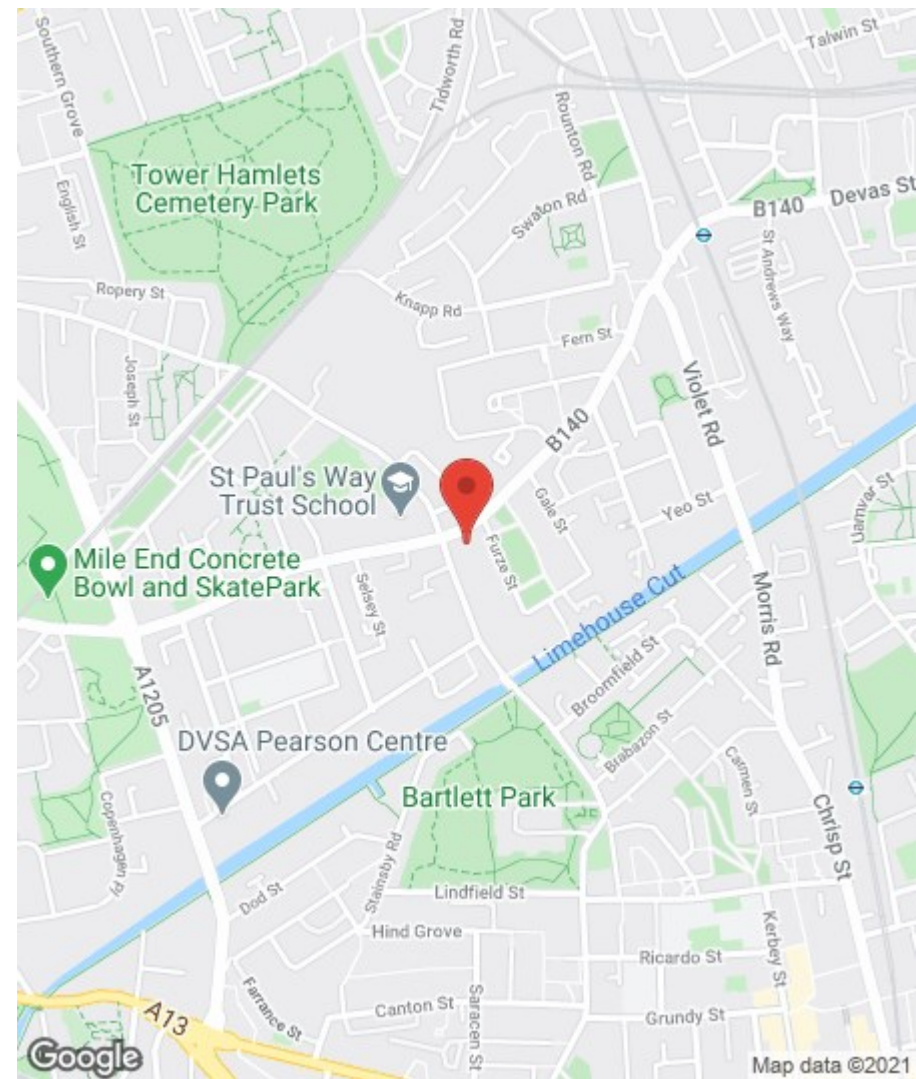 Southern Grove
Talwin St
Tidworth Rd
Rounton Rd
Tower Hamlets
Cemetery Park
English St
Swaton Rd
B140
Devas St
St Andrews Way
Ropery St
Knapp Rd
Fern St
Joseph St
Violet Rd
B140
St Paul's Way
Trust School
Gale St
Yeo St
Furze St
Mile End Concrete
Bowl and SkatePark
Selsey St
Limehouse Cut
Morris Rd
Broomfield St
A1205
DVSA Pearson Centre
Brabazon St
Carmen St
Bartlett Park
Copenhagen Pl
Chrisp St
Stainsby Rd
Lindfield St
Dod St
Hind Grove
Kerbey St
Ricardo St
Farrance St
Canton St
Saracen St
Grundy St
A13
Google
Map data ©2021